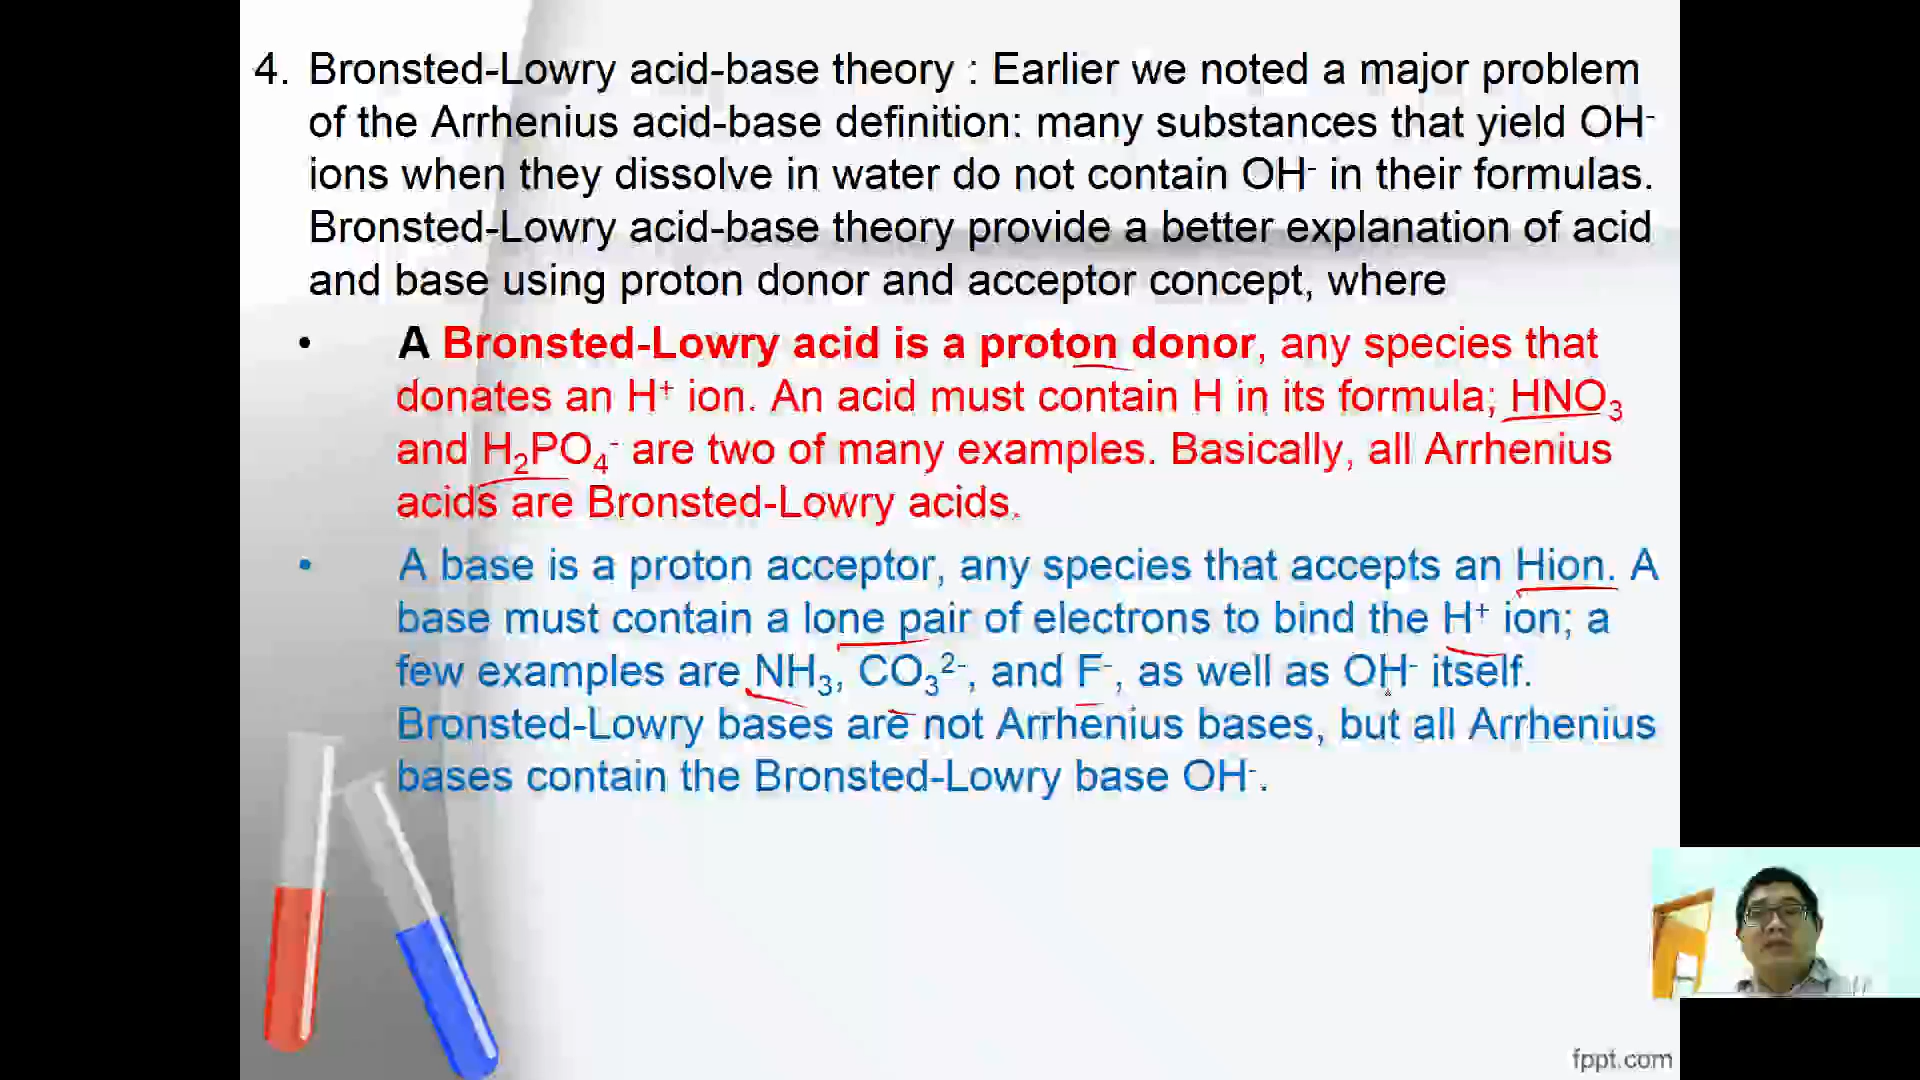 4. Bronsted-Lowry acid-base theory : Earlier we noted a major problem
of the Arrhenius acid-base definition: many substances that yield OH⁻
ions when they dissolve in water do not contain OH⁻ in their formulas.
Bronsted-Lowry acid-base theory provide a better explanation of acid
and base using proton donor and acceptor concept, where
• A Bronsted-Lowry acid is a proton donor, any species that
donates an H⁺ ion. An acid must contain H in its formula; HNO₃
and H₂PO₄⁻ are two of many examples. Basically, all Arrhenius
acids are Bronsted-Lowry acids.
• A base is a proton acceptor, any species that accepts an Hion. A
base must contain a lone pair of electrons to bind the H⁺ ion; a
few examples are NH₃, CO₃²⁻, and F⁻, as well as OH⁻ itself.
Bronsted-Lowry bases are not Arrhenius bases, but all Arrhenius
bases contain the Bronsted-Lowry base OH⁻.
fppt.com